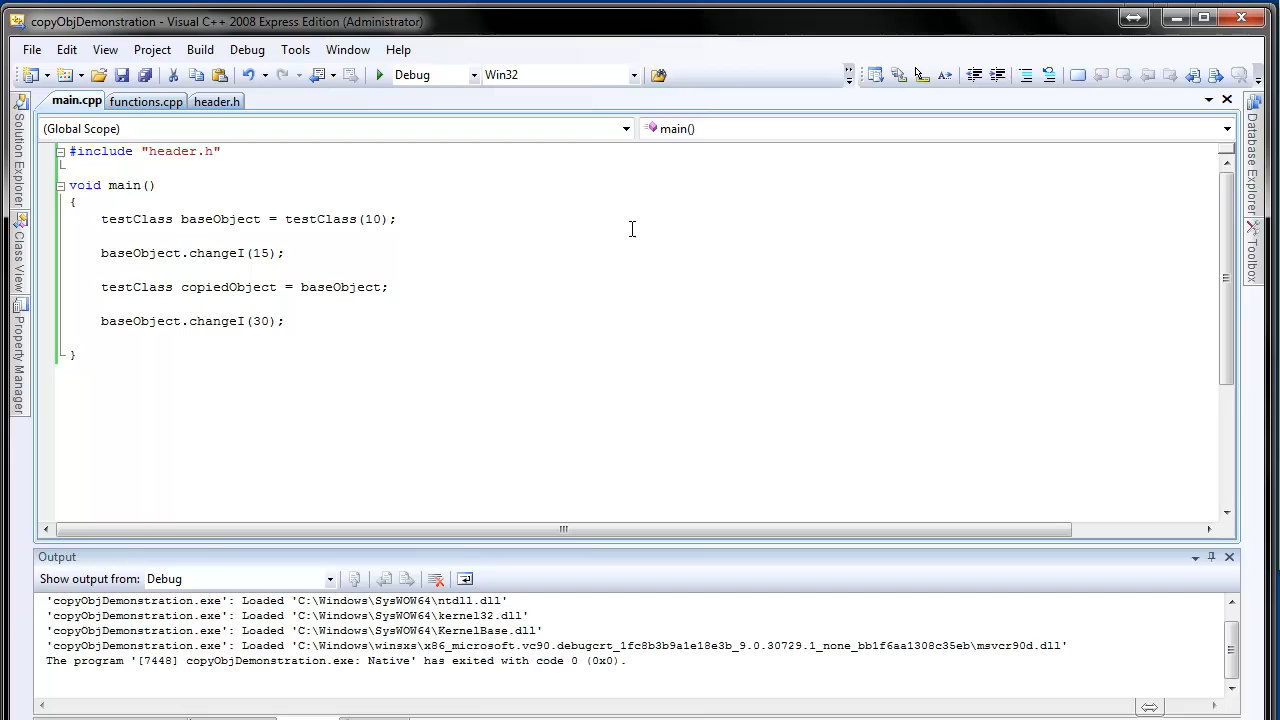 copyObjDemonstration - Visual C++ 2008 Express Edition (Administrator)
File Edit View Project Build Debug Tools Window Help
Debug Win32
main.cpp functions.cpp header.h
(Global Scope) main()
#include "header.h"
void main()
{
testClass baseObject = testClass(10);
baseObject.changeI(15);
testClass copiedObject = baseObject;
baseObject.changeI(30);
}
Solution Explorer
Class View
Property Manager
Database Explorer
Toolbox
Output
Show output from: Debug
'copyObjDemonstration.exe': Loaded 'C:\Windows\SysWOW64\ntdll.dll'
'copyObjDemonstration.exe': Loaded 'C:\Windows\SysWOW64\kernel32.dll'
'copyObjDemonstration.exe': Loaded 'C:\Windows\SysWOW64\KernelBase.dll'
'copyObjDemonstration.exe': Loaded 'C:\Windows\winsxs\x86_microsoft.vc90.debugcrt_1fc8b3b9a1e18e3b_9.0.30729.1_none_bb1f6aa1308c35eb\msvcr90d.dll'
The program '[7448] copyObjDemonstration.exe: Native' has exited with code 0 (0x0).